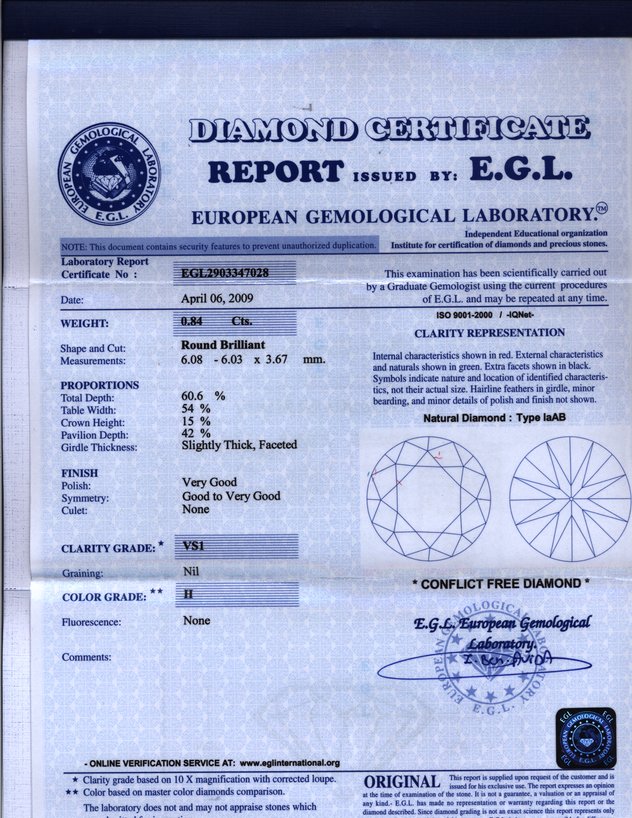 DIAMOND CERTIFICATE
REPORT ISSUED BY: E.G.L.
EUROPEAN GEMOLOGICAL LABORATORY.™
EUROPEAN GEMOLOGICAL LABORATORY
E.G.L.
Independent Educational organization
Institute for certification of diamonds and precious stones.
NOTE: This document contains security features to prevent unauthorized duplication.
Laboratory Report
Certificate No : EGL2903347028
Date: April 06, 2009
WEIGHT: 0.84 Cts.
Shape and Cut: Round Brilliant
Measurements: 6.08 - 6.03 x 3.67 mm.
PROPORTIONS
Total Depth: 60.6 %
Table Width: 54 %
Crown Height: 15 %
Pavilion Depth: 42 %
Girdle Thickness: Slightly Thick, Faceted
FINISH
Polish: Very Good
Symmetry: Good to Very Good
Culet: None
CLARITY GRADE: * VS1
Graining: Nil
COLOR GRADE: ** H
Fluorescence: None
Comments:
This examination has been scientifically carried out
by a Graduate Gemologist using the current procedures
of E.G.L. and may be repeated at any time.
ISO 9001-2000 / -IQNet-
CLARITY REPRESENTATION
Internal characteristics shown in red. External characteristics
and naturals shown in green. Extra facets shown in black.
Symbols indicate nature and location of identified characteris-
tics, not their actual size. Hairline feathers in girdle, minor
bearding, and minor details of polish and finish not shown.
Natural Diamond : Type IaAB
* CONFLICT FREE DIAMOND *
E.G.L. European Gemological
Laboratory.
EUROPEAN GEMOLOGICAL LABORATORY
E.G.L.
EGL
EGL
EUROPEAN GEMOLOGICAL LABORATORY
E.G.L.
- ONLINE VERIFICATION SERVICE AT: www.eglinternational.org
* Clarity grade based on 10 X magnification with corrected loupe.
** Color based on master color diamonds comparison.
The laboratory does not and may not appraise stones which
ORIGINAL
This report is supplied upon request of the customer and is
issued for his exclusive use. The report expresses an opinion
at the time of examination of the stone. It is not a guarantee, a valuation or an appraisal of
any kind.- E.G.L. has made no representation or warranty regarding this report or the
diamond described. Since diamond grading is not an exact science this report represents only